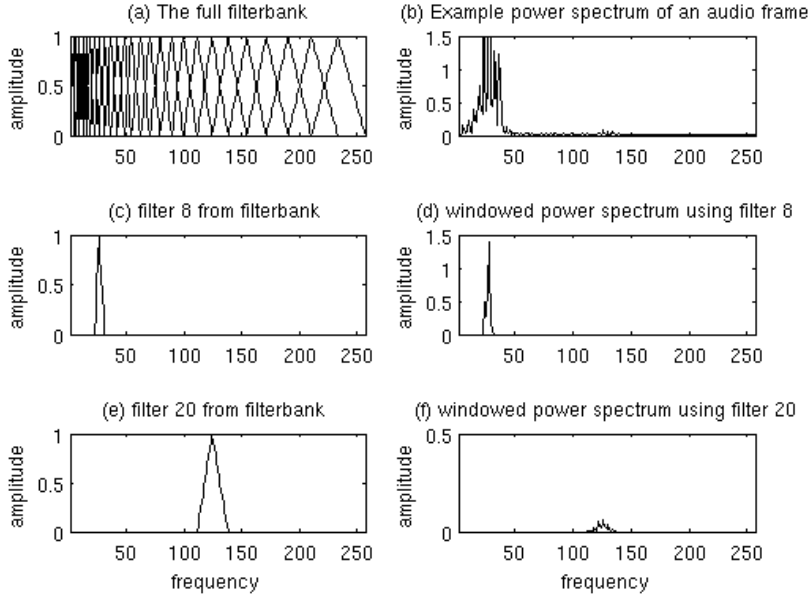 (a) The full filterbank
1
0.5
0
amplitude
50 100 150 200 250
(b) Example power spectrum of an audio frame
1.5
1
0.5
0
amplitude
50 100 150 200 250
(c) filter 8 from filterbank
1
0.5
0
amplitude
50 100 150 200 250
(d) windowed power spectrum using filter 8
1.5
1
0.5
0
amplitude
50 100 150 200 250
(e) filter 20 from filterbank
1
0.5
0
amplitude
50 100 150 200 250
frequency
(f) windowed power spectrum using filter 20
0.5
0
amplitude
50 100 150 200 250
frequency